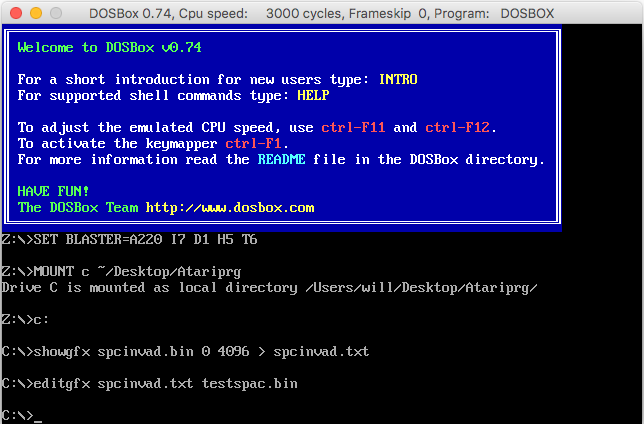 DOSBox 0.74, Cpu speed: 3000 cycles, Frameskip 0, Program: DOSBOX
Welcome to DOSBox v0.74
For a short introduction for new users type: INTRO
For supported shell commands type: HELP
To adjust the emulated CPU speed, use ctrl-F11 and ctrl-F12.
To activate the keymapper ctrl-F1.
For more information read the README file in the DOSBox directory.
HAVE FUN!
The DOSBox Team http://www.dosbox.com
Z:\>SET BLASTER=A220 I7 D1 H5 T6
Z:\>MOUNT c ~/Desktop/Atariprg
Drive C is mounted as local directory /Users/will/Desktop/Atariprg/
Z:\>c:
C:\>showgfx spcinvad.bin 0 4096 > spcinvad.txt
C:\>editgfx spcinvad.txt testspac.bin
C:\>_